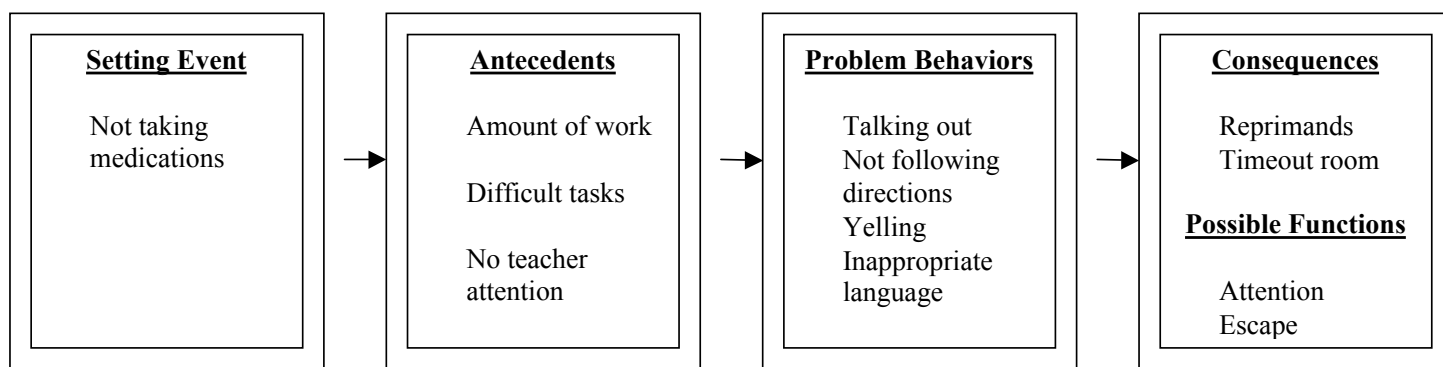 Setting Event
Not taking
medications
Antecedents
Amount of work
Difficult tasks
No teacher
attention
Problem Behaviors
Talking out
Not following
directions
Yelling
Inappropriate
language
Consequences
Reprimands
Timeout room
Possible Functions
Attention
Escape